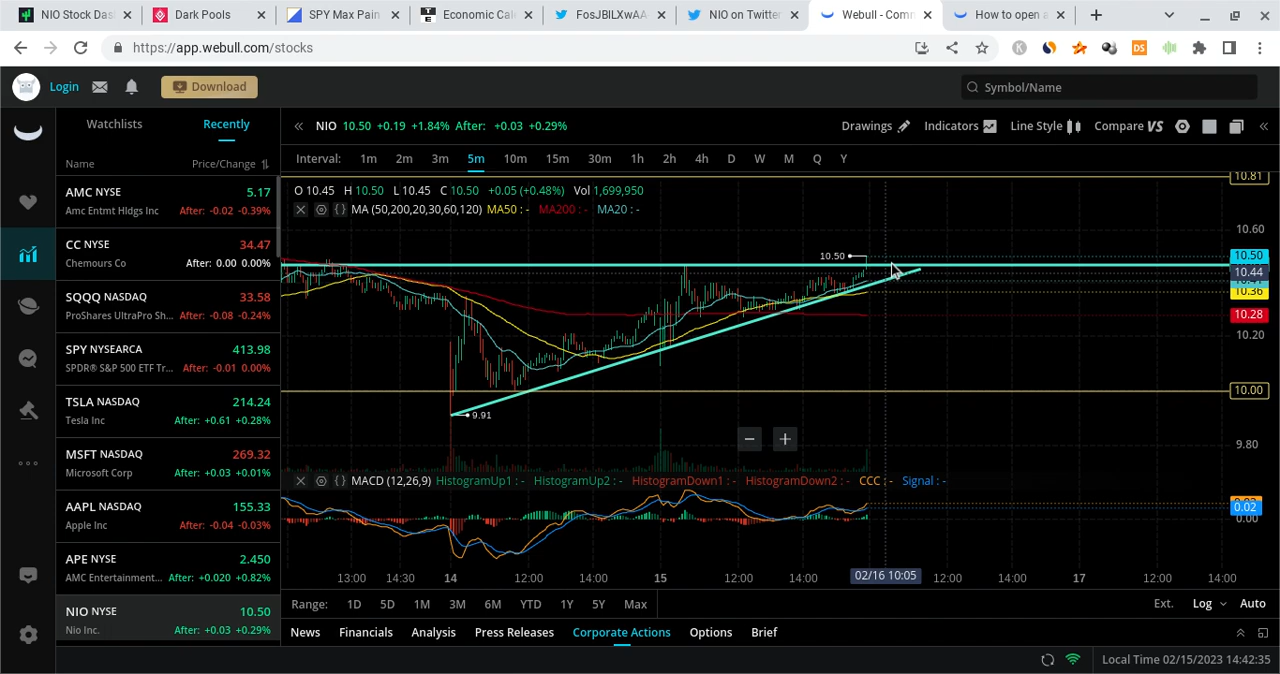 NIO Stock Das
Dark Pools
SPY Max Pain
Economic Cale
FosJBILXwAA-
NIO on Twitter
Webull - Comm
How to open a
https://app.webull.com/stocks
Login
Download
Symbol/Name
Watchlists
Recently
NIO 10.50 +0.19 +1.84% After: +0.03 +0.29%
Drawings
Indicators
Line Style
Compare VS
Name
Price/Change
Interval: 1m 2m 3m 5m 10m 15m 30m 1h 2h 4h D W M Q Y
AMC NYSE 5.17
Amc Entmt Hldgs Inc After: -0.02 -0.39%
CC NYSE 34.47
Chemours Co After: 0.00 0.00%
SQQQ NASDAQ 33.58
ProShares UltraPro Sh... After: -0.08 -0.24%
SPY NYSEARCA 413.98
SPDR® S&P 500 ETF Tr... After: -0.01 0.00%
TSLA NASDAQ 214.24
Tesla Inc After: +0.61 +0.28%
MSFT NASDAQ 269.32
Microsoft Corp After: +0.03 +0.01%
AAPL NASDAQ 155.33
Apple Inc After: -0.04 -0.03%
APE NYSE 2.450
AMC Entertainment... After: +0.020 +0.82%
NIO NYSE 10.50
Nio Inc. After: +0.03 +0.29%
O 10.45 H 10.50 L 10.45 C 10.50 +0.05 (+0.48%) Vol 1,699,950
MA (50,200,20,30,60,120) MA50 : - MA200 : - MA20 : -
10.81
10.60
10.50
10.50
10.44
10.36
10.28
10.20
10.00
9.91
9.80
MACD (12,26,9) HistogramUp1 : - HistogramUp2 : - HistogramDown1 : - HistogramDown2 : - CCC : - Signal : -
0.02
0.00
13:00 14:30 14 12:00 14:00 15 12:00 14:00 02/16 10:05 12:00 14:00 17 12:00 14:00
Range: 1D 5D 1M 3M 6M YTD 1Y 5Y Max
Ext. Log Auto
News Financials Analysis Press Releases Corporate Actions Options Brief
Local Time 02/15/2023 14:42:35